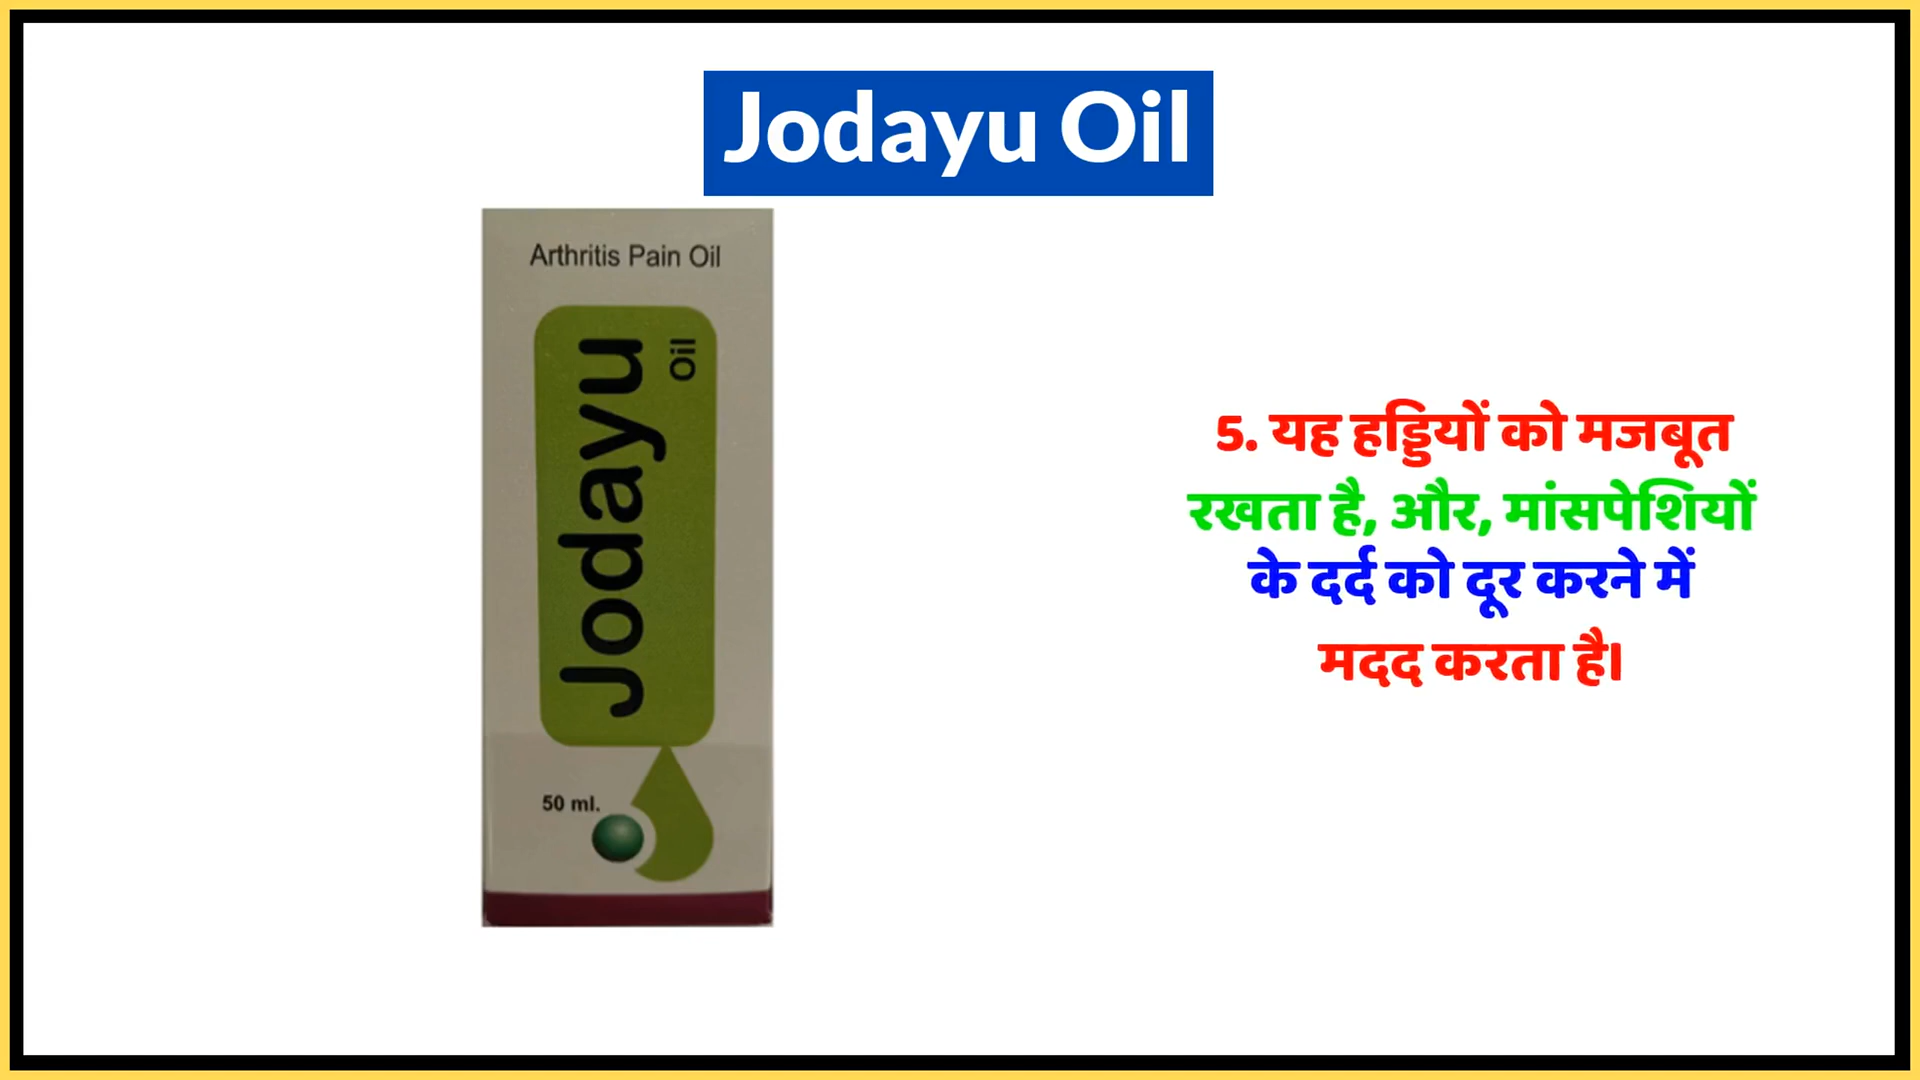 Jodayu Oil
Arthritis Pain Oil
Jodayu
Oil
50 ml.
5. यह हड्डियों को मजबूत
रखता है, और, मांसपेशियों
के दर्द को दूर करने में
मदद करता है।